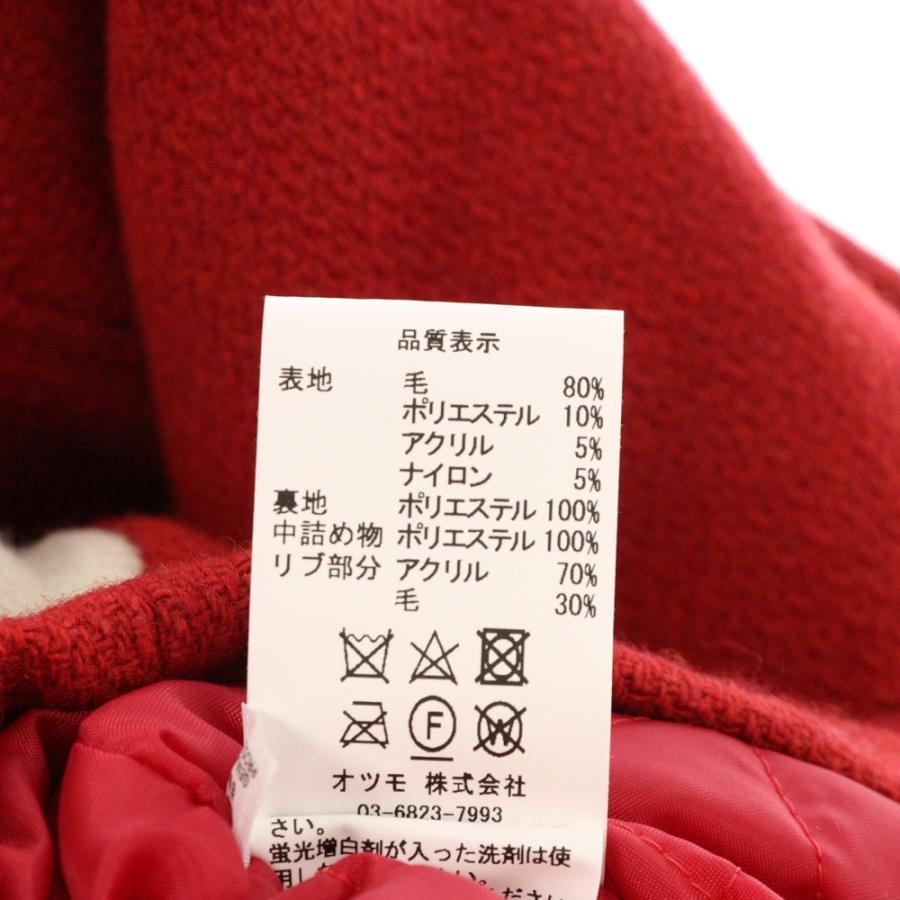 品質表示
表地 毛 80%
ポリエステル 10%
アクリル 5%
ナイロン 5%
裏地 ポリエステル 100%
中詰め物 ポリエステル 100%
リブ部分 アクリル 70%
毛 30%
F
W
オツモ 株式会社
03-6823-7993
さい。
蛍光増白剤が入った洗剤は使
ださい